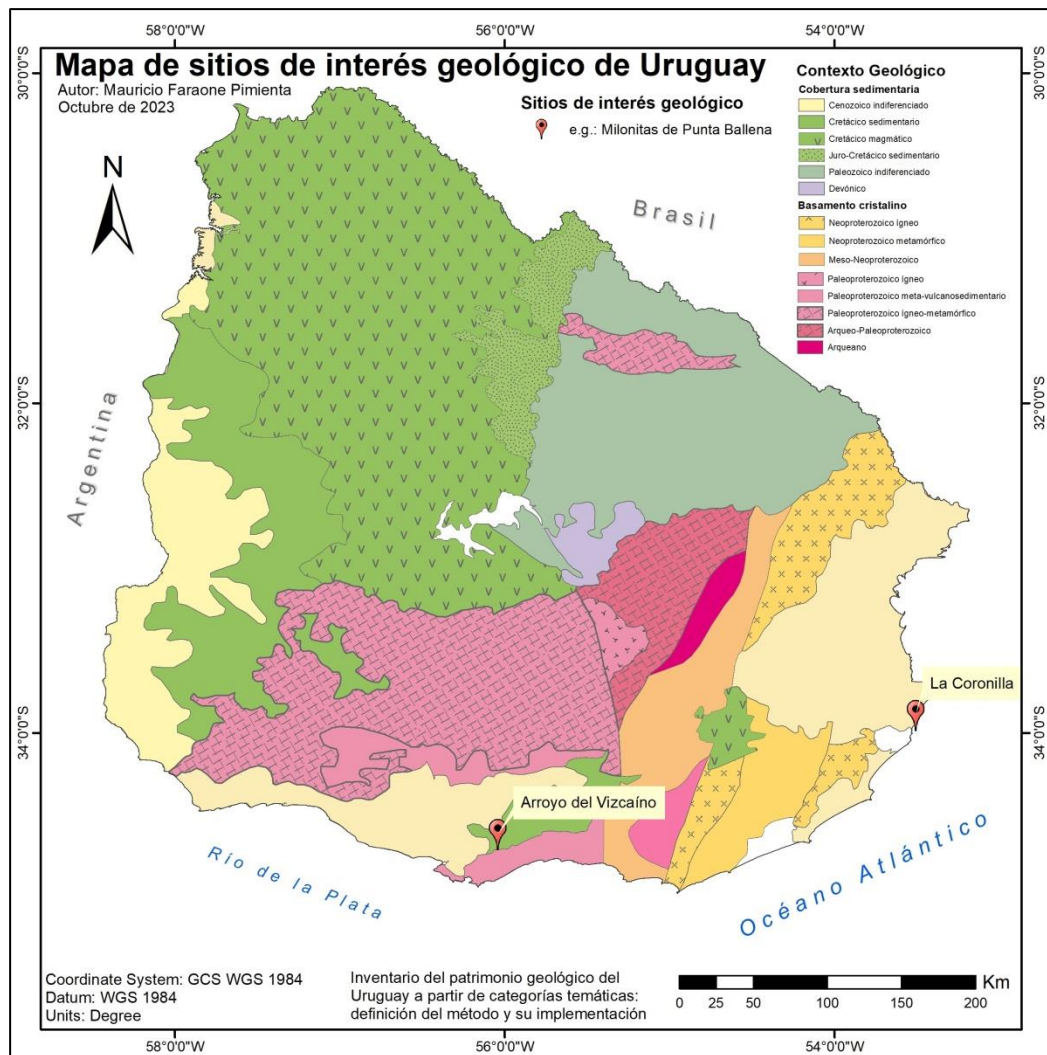 58°0'0"W
56°0'0"W
54°0'0"W
30°0'0"S
30°0'0"S
Mapa de sitios de interés geológico de Uruguay
Autor: Mauricio Faraone Pimienta
Octubre de 2023
Sitios de interés geológico
e.g.: Milonitas de Punta Ballena
Contexto Geológico
Cobertura sedimentaria
Cenozoico indiferenciado
Cretácico sedimentario
Cretácico magmático
Juro-Cretácico sedimentario
Paleozoico indiferenciado
Devónico
Basamento cristalino
Neoproterozoico ígneo
Neoproterozoico metamórfico
Meso-Neoproterozoico
Paleoproterozoico ígneo
Paleoproterozoico meta-vulcanosedimentario
Paleoproterozoico ígneo-metamórfico
Arqueo-Paleoproterozoico
Arqueano
N
Brasil
Argentina
32°0'0"S
32°0'0"S
La Coronilla
34°0'0"S
34°0'0"S
Arroyo del Vizcaíno
Río de la Plata
Océano Atlántico
Coordinate System: GCS WGS 1984
Datum: WGS 1984
Units: Degree
Inventario del patrimonio geológico del
Uruguay a partir de categorías temáticas:
definición del método y su implementación
Km
0 25 50 100 150 200
58°0'0"W
56°0'0"W
54°0'0"W